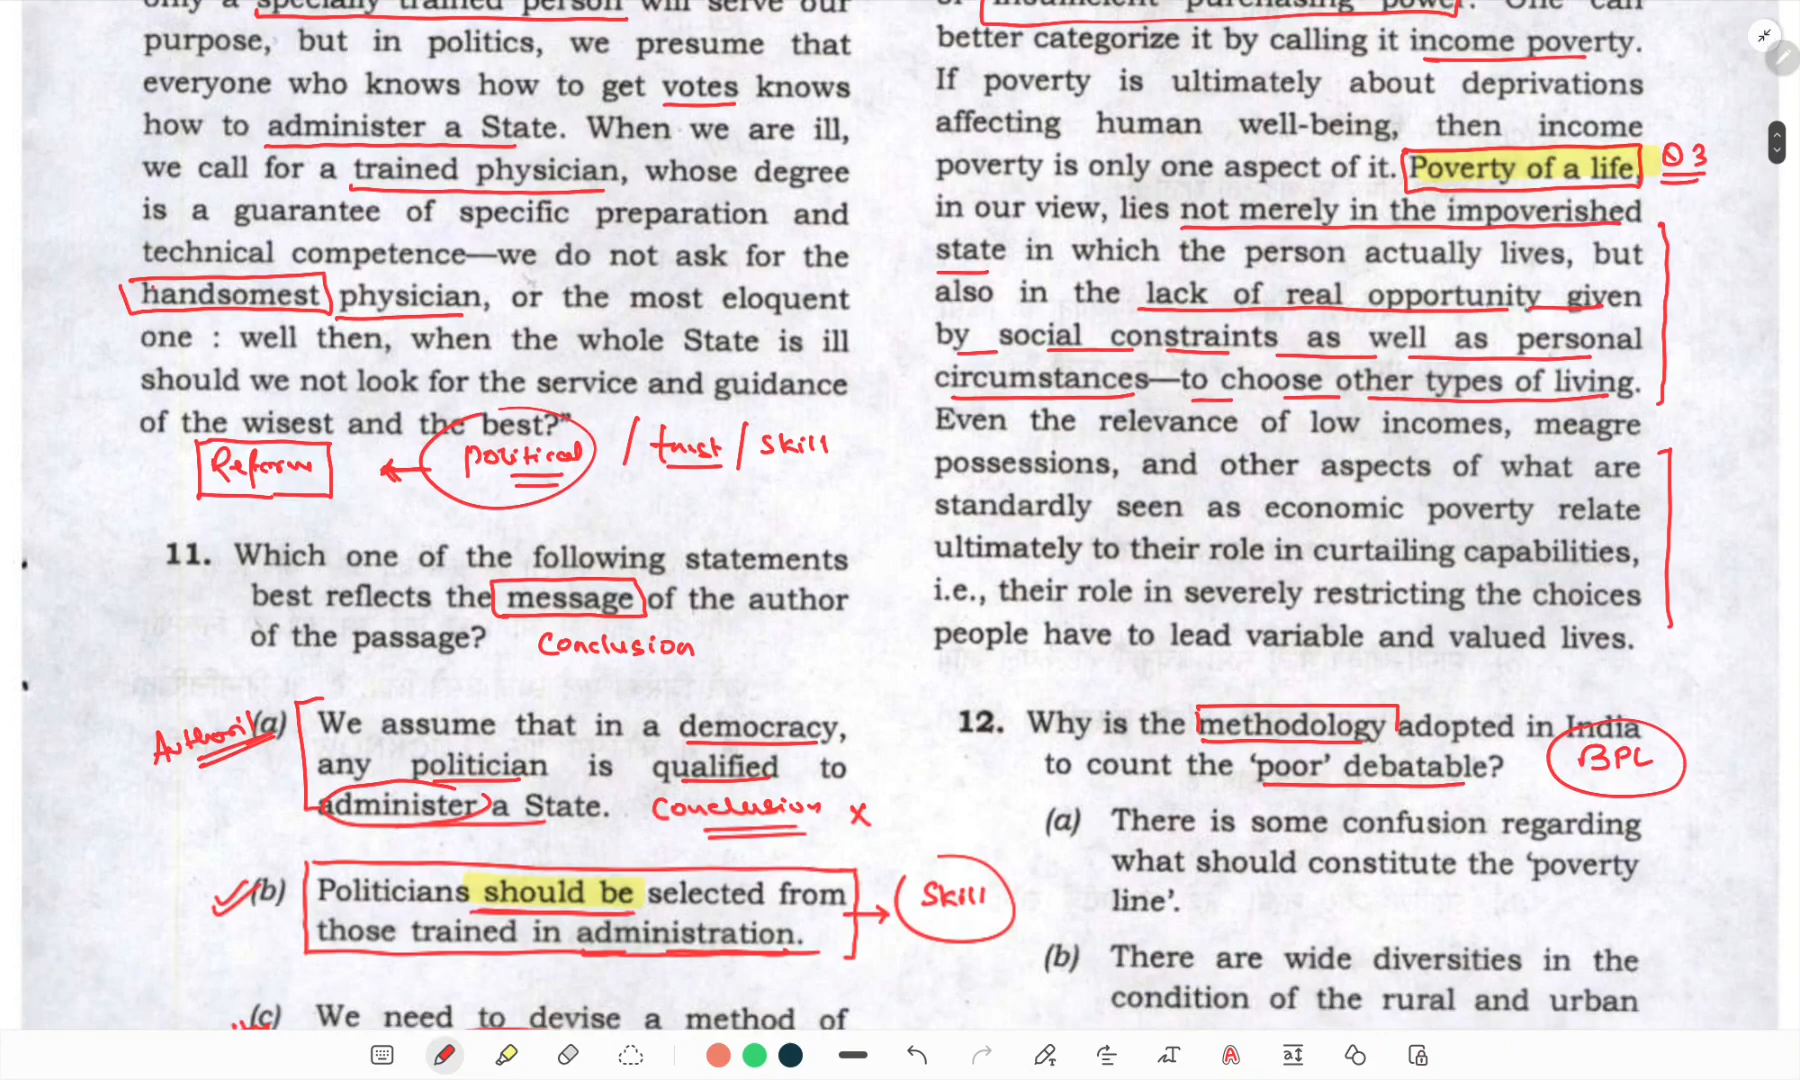 only a specially trained person will serve our
purpose, but in politics, we presume that
everyone who knows how to get votes knows
how to administer a State. When we are ill,
we call for a trained physician, whose degree
is a guarantee of specific preparation and
technical competence—we do not ask for the
handsomest physician, or the most eloquent
one : well then, when the whole State is ill
should we not look for the service and guidance
of the wisest and the best?"
Reform
political / trust / skill
11. Which one of the following statements
best reflects the message of the author
of the passage?
Conclusion
(a) We assume that in a democracy,
any politician is qualified to
administer a State.
Conclusion x
(b) Politicians should be selected from
those trained in administration.
Skill
(c) We need to devise a method of
of insufficient purchasing power. One can
better categorize it by calling it income poverty.
If poverty is ultimately about deprivations
affecting human well-being, then income
poverty is only one aspect of it. Poverty of a life,
in our view, lies not merely in the impoverished
state in which the person actually lives, but
also in the lack of real opportunity given
by social constraints as well as personal
circumstances—to choose other types of living.
Even the relevance of low incomes, meagre
possessions, and other aspects of what are
standardly seen as economic poverty relate
ultimately to their role in curtailing capabilities,
i.e., their role in severely restricting the choices
people have to lead variable and valued lives.
12. Why is the methodology adopted in India
to count the ‘poor’ debatable?
BPL
(a) There is some confusion regarding
what should constitute the ‘poverty
line’.
(b) There are wide diversities in the
condition of the rural and urban